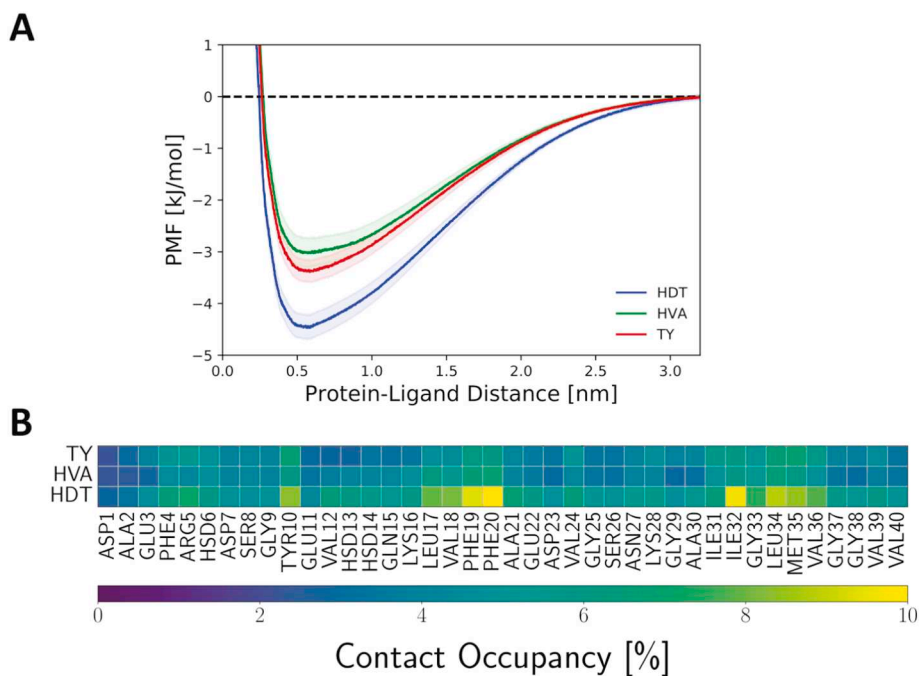 A
PMF [kJ/mol]
1
0
−1
−2
−3
−4
−5
HDT
HVA
TY
0.0 0.5 1.0 1.5 2.0 2.5 3.0
Protein-Ligand Distance [nm]
B
TY
HVA
HDT
ASP1 ALA2 GLU3 PHE4 ARG5 HSD6 ASP7 SER8 GLY9 TYR10 GLU11 VAL12 HSD13 HSD14 GLN15 LYS16 LEU17 VAL18 PHE19 PHE20 ALA21 GLU22 ASP23 VAL24 GLY25 SER26 ASN27 LYS28 GLY29 ALA30 ILE31 ILE32 GLY33 LEU34 MET35 VAL36 GLY37 GLY38 VAL39 VAL40
0 2 4 6 8 10
Contact Occupancy [%]